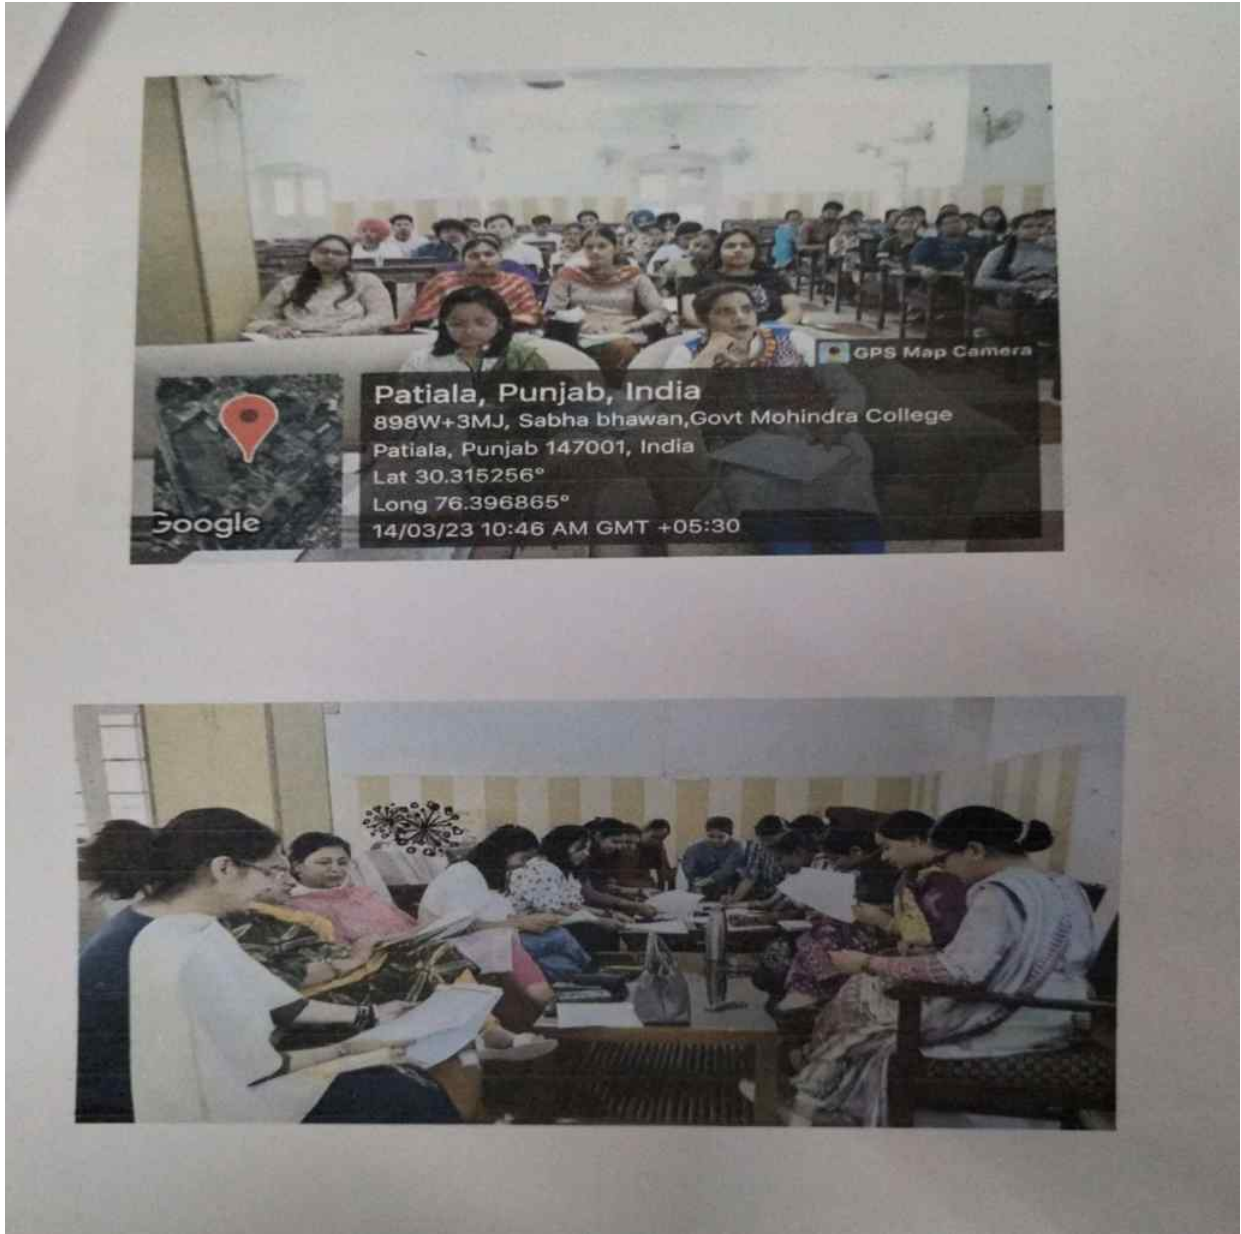 GPS Map Camera
Patiala, Punjab, India
898W+3MJ, Sabha bhawan,Govt Mohindra College
Patiala, Punjab 147001, India
Lat 30.315256°
Long 76.396865°
14/03/23 10:46 AM GMT +05:30
Google